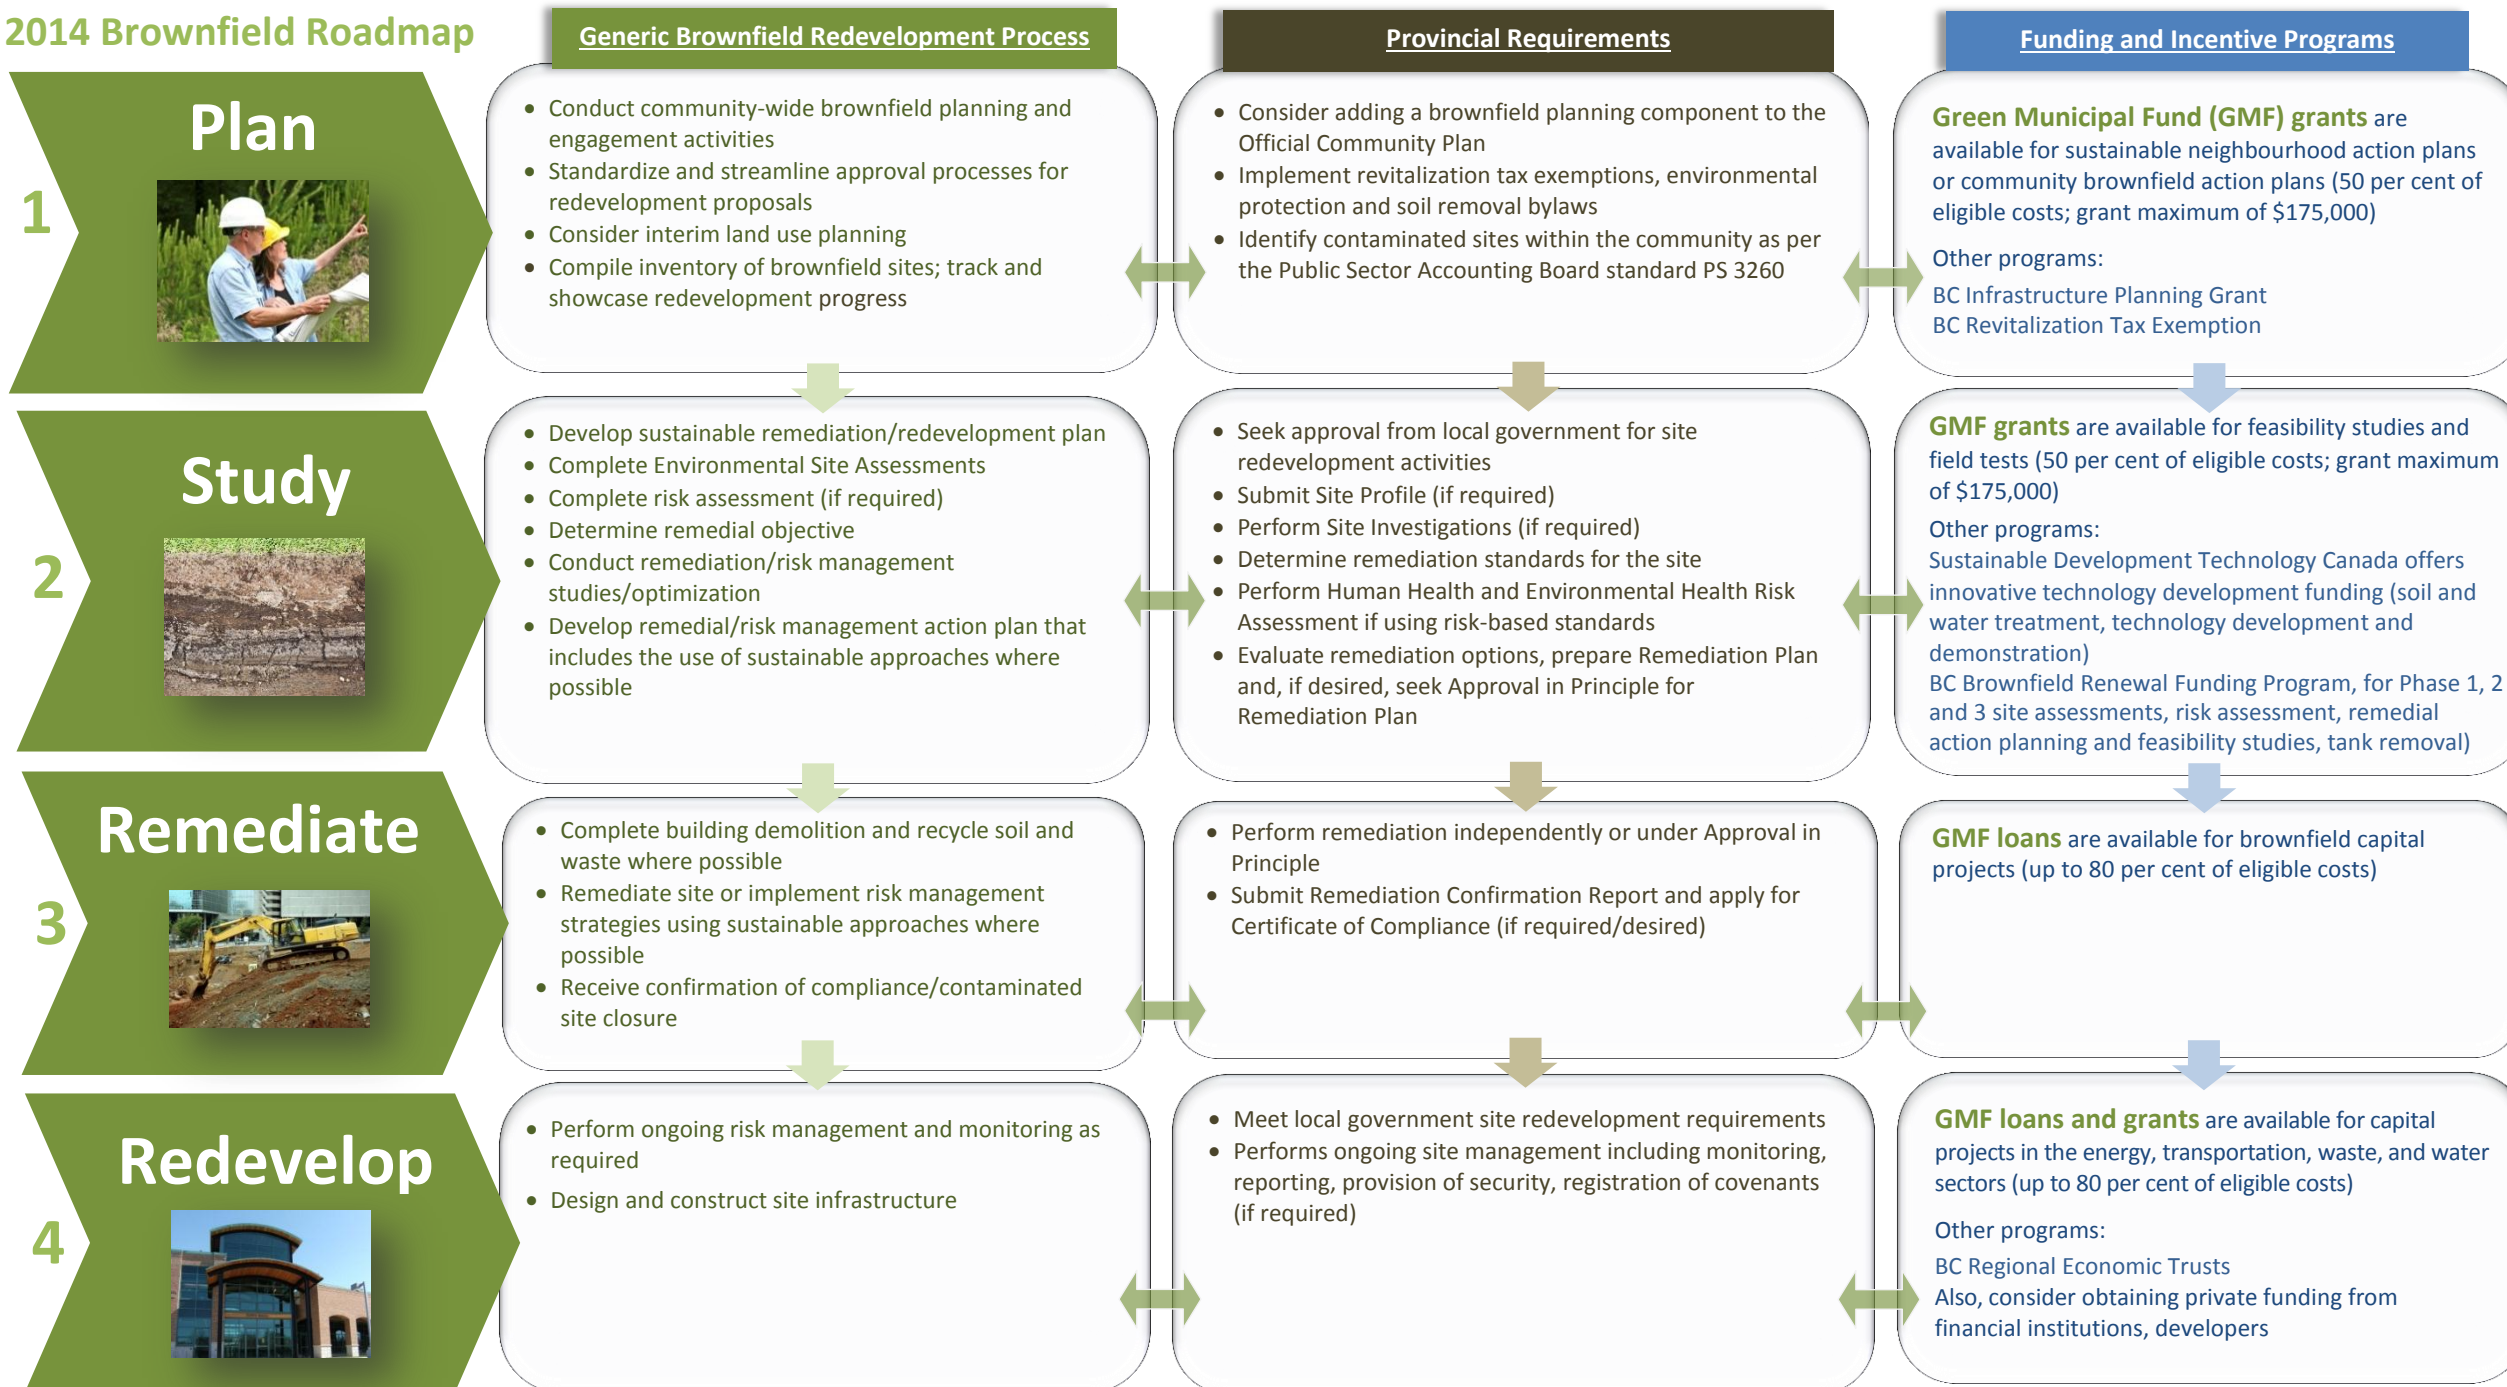 2014 Brownfield Roadmap
Generic Brownfield Redevelopment Process
Provincial Requirements
Funding and Incentive Programs
1
Plan
• Conduct community-wide brownfield planning and
engagement activities
• Standardize and streamline approval processes for
redevelopment proposals
• Consider interim land use planning
• Compile inventory of brownfield sites; track and
showcase redevelopment progress
• Consider adding a brownfield planning component to the
Official Community Plan
• Implement revitalization tax exemptions, environmental
protection and soil removal bylaws
• Identify contaminated sites within the community as per
the Public Sector Accounting Board standard PS 3260
Green Municipal Fund (GMF) grants are
available for sustainable neighbourhood action plans
or community brownfield action plans (50 per cent of
eligible costs; grant maximum of $175,000)
Other programs:
BC Infrastructure Planning Grant
BC Revitalization Tax Exemption
2
Study
• Develop sustainable remediation/redevelopment plan
• Complete Environmental Site Assessments
• Complete risk assessment (if required)
• Determine remedial objective
• Conduct remediation/risk management
studies/optimization
• Develop remedial/risk management action plan that
includes the use of sustainable approaches where
possible
• Seek approval from local government for site
redevelopment activities
• Submit Site Profile (if required)
• Perform Site Investigations (if required)
• Determine remediation standards for the site
• Perform Human Health and Environmental Health Risk
Assessment if using risk-based standards
• Evaluate remediation options, prepare Remediation Plan
and, if desired, seek Approval in Principle for
Remediation Plan
GMF grants are available for feasibility studies and
field tests (50 per cent of eligible costs; grant maximum
of $175,000)
Other programs:
Sustainable Development Technology Canada offers
innovative technology development funding (soil and
water treatment, technology development and
demonstration)
BC Brownfield Renewal Funding Program, for Phase 1, 2
and 3 site assessments, risk assessment, remedial
action planning and feasibility studies, tank removal)
3
Remediate
• Complete building demolition and recycle soil and
waste where possible
• Remediate site or implement risk management
strategies using sustainable approaches where
possible
• Receive confirmation of compliance/contaminated
site closure
• Perform remediation independently or under Approval in
Principle
• Submit Remediation Confirmation Report and apply for
Certificate of Compliance (if required/desired)
GMF loans are available for brownfield capital
projects (up to 80 per cent of eligible costs)
4
Redevelop
• Perform ongoing risk management and monitoring as
required
• Design and construct site infrastructure
• Meet local government site redevelopment requirements
• Performs ongoing site management including monitoring,
reporting, provision of security, registration of covenants
(if required)
GMF loans and grants are available for capital
projects in the energy, transportation, waste, and water
sectors (up to 80 per cent of eligible costs)
Other programs:
BC Regional Economic Trusts
Also, consider obtaining private funding from
financial institutions, developers